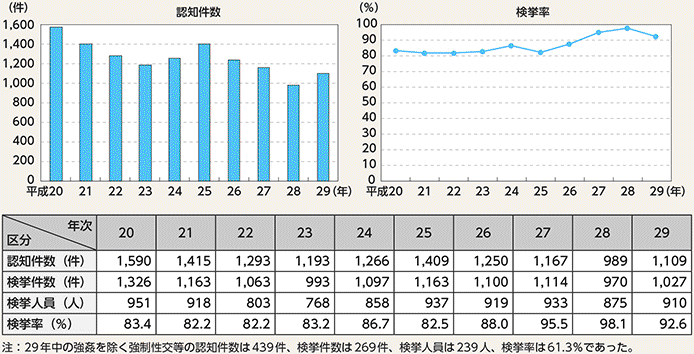 (件) 認知件数
1,600
1,400
1,200
1,000
800
600
400
200
0
平成20 21 22 23 24 25 26 27 28 29 (年)
(%) 検挙率
100
90
80
70
60
50
40
30
20
10
0
平成20 21 22 23 24 25 26 27 28 29 (年)
区分 年次 20 21 22 23 24 25 26 27 28 29
認知件数（件） 1,590 1,415 1,293 1,193 1,266 1,409 1,250 1,167 989 1,109
検挙件数（件） 1,326 1,163 1,063 993 1,097 1,163 1,100 1,114 970 1,027
検挙人員（人） 951 918 803 768 858 937 919 933 875 910
検挙率（%） 83.4 82.2 82.2 83.2 86.7 82.5 88.0 95.5 98.1 92.6
注：29年中の強姦を除く強制性交等の認知件数は439件、検挙件数は269件、検挙人員は239人、検挙率は61.3%であった。